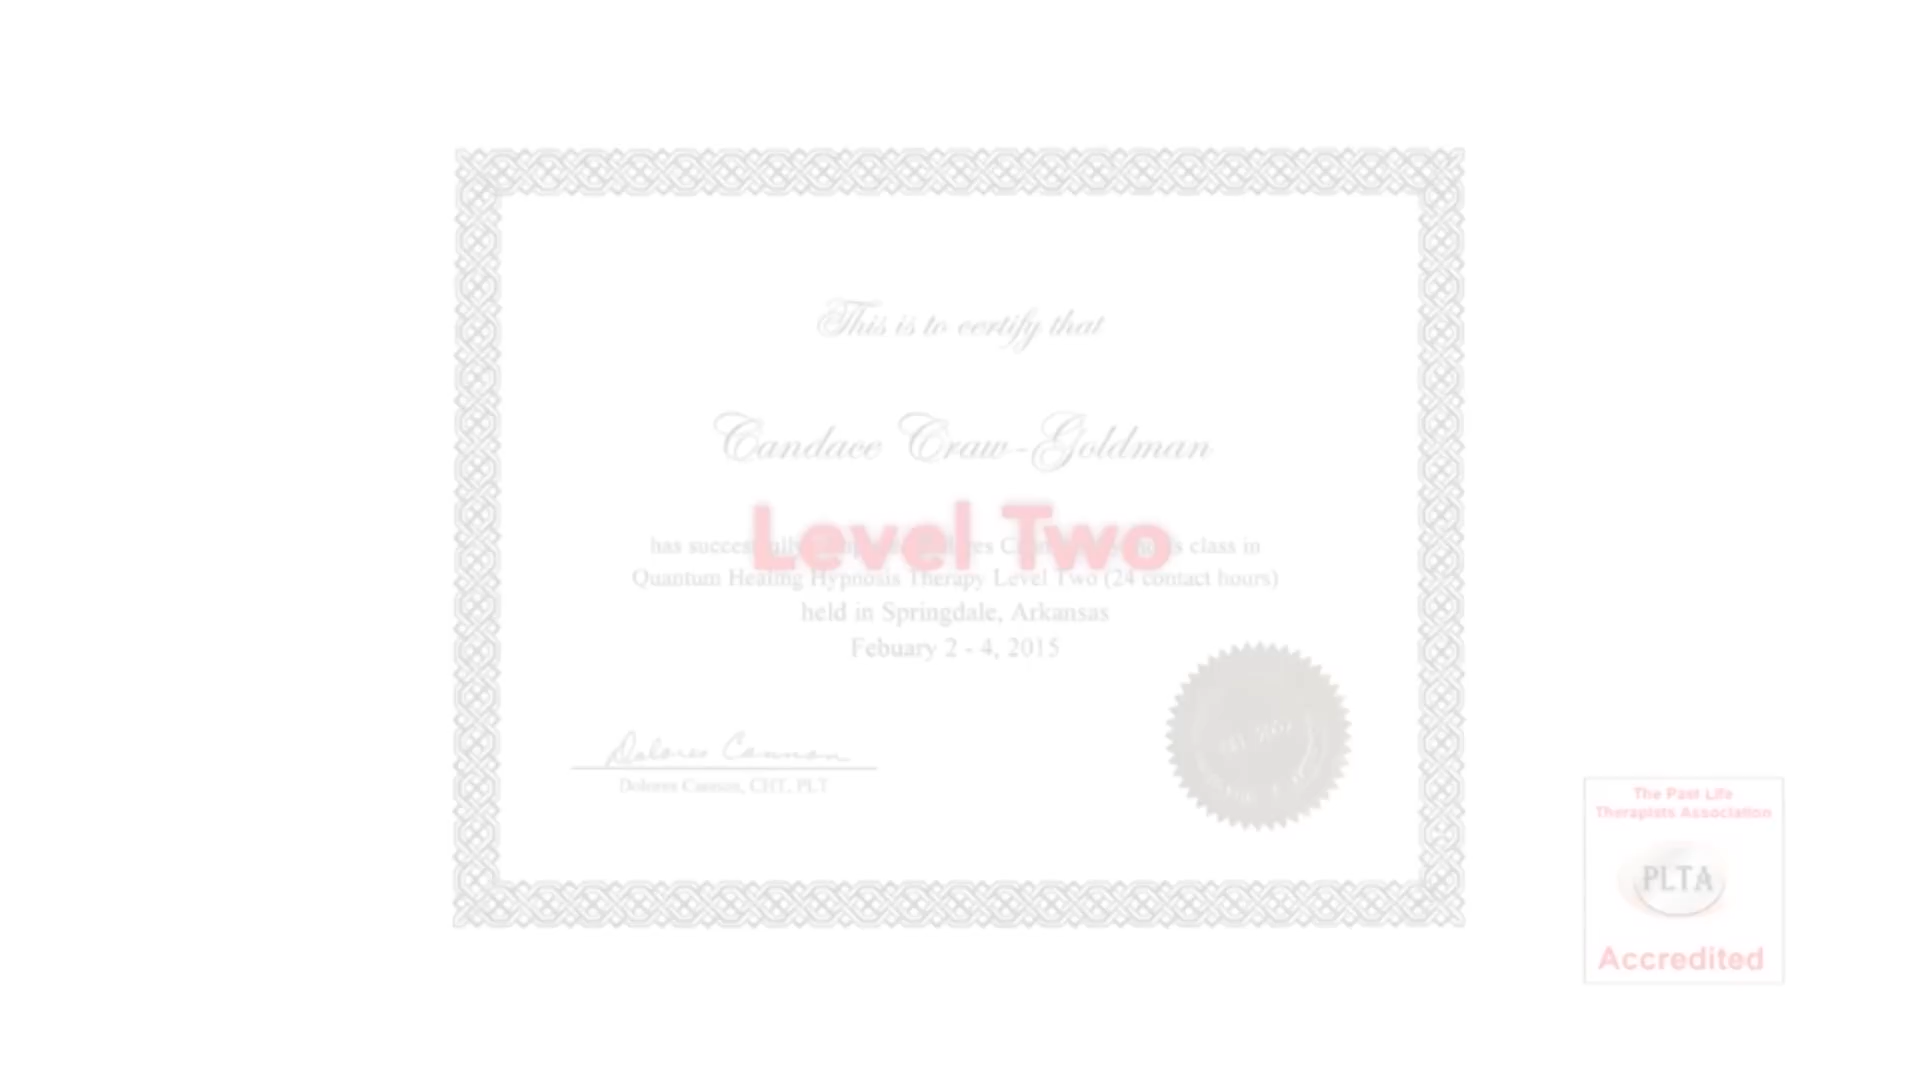 This is to certify that
Candace Craw-Goldman
Level Two
has class in
Quantum Healing Hypnosis Therapy Level Two (24 contact hours)
held in Springdale, Arkansas
Febuary 2 - 4, 2015
Dolores Cannon
Dolores Cannon, CHT, PLT
The Past Life
Therapists Association
PLTA
Accredited